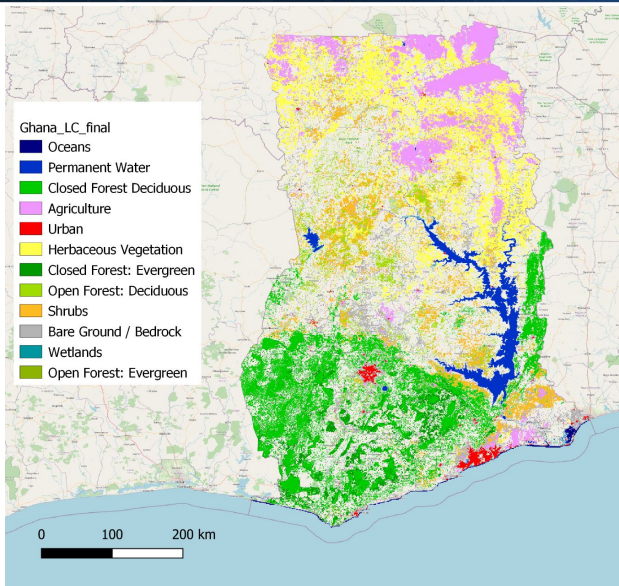 Ghana_LC_final
Oceans
Permanent Water
Closed Forest Deciduous
Agriculture
Urban
Herbaceous Vegetation
Closed Forest: Evergreen
Open Forest: Deciduous
Shrubs
Bare Ground / Bedrock
Wetlands
Open Forest: Evergreen
0 100 200 km